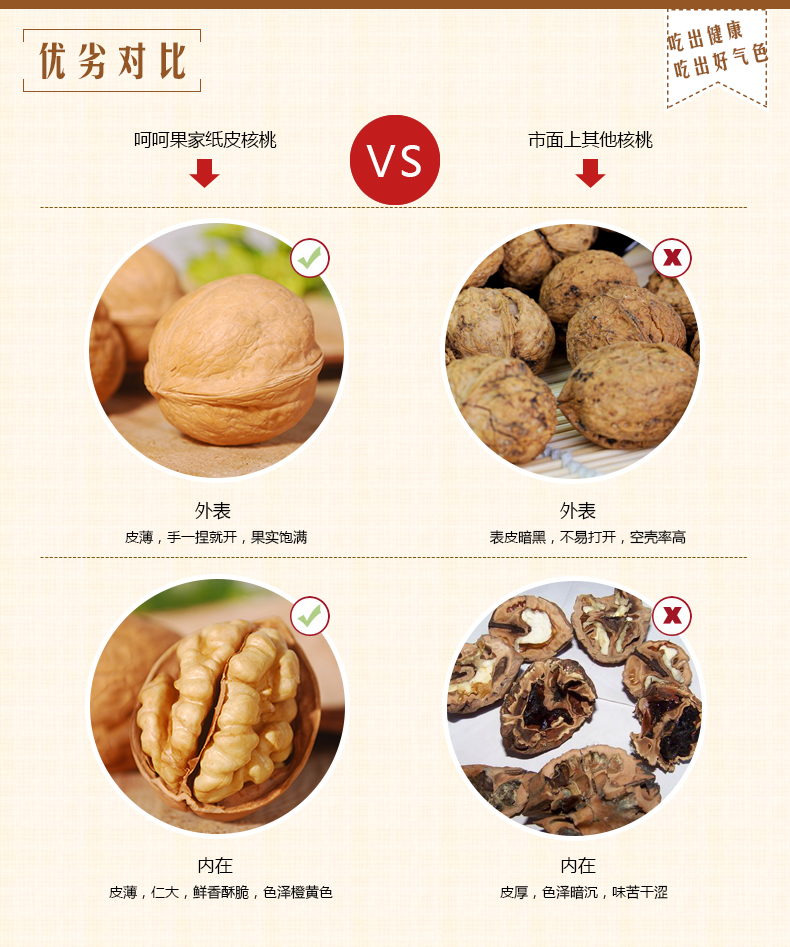 优劣对比
吃出健康
吃出好气色
呵呵果家纸皮核桃
VS
市面上其他核桃
外表
皮薄，手一捏就开，果实饱满
外表
表皮暗黑，不易打开，空壳率高
内在
皮薄，仁大，鲜香酥脆，色泽橙黄色
内在
皮厚，色泽暗沉，味苦干涩